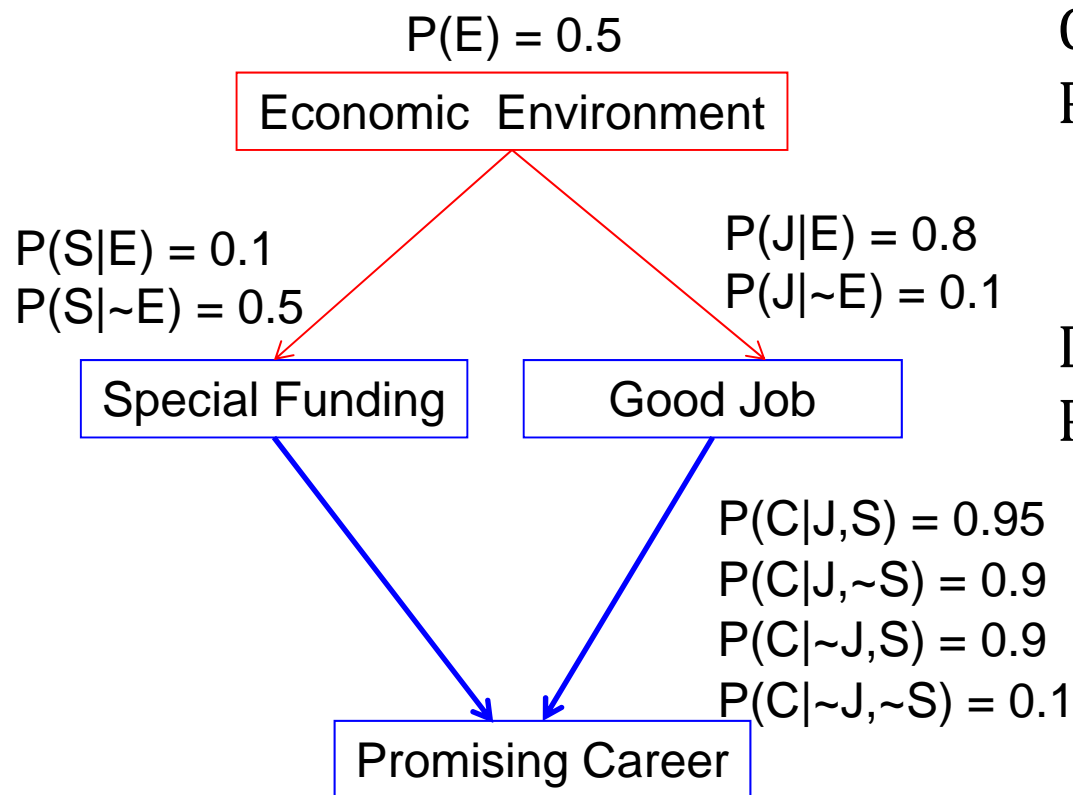 P(E) = 0.5
Economic Environment
P(S|E) = 0.1
P(S|~E) = 0.5
P(J|E) = 0.8
P(J|~E) = 0.1
Special Funding
Good Job
P(C|J,S) = 0.95
P(C|J,~S) = 0.9
P(C|~J,S) = 0.9
P(C|~J,~S) = 0.1
Promising Career